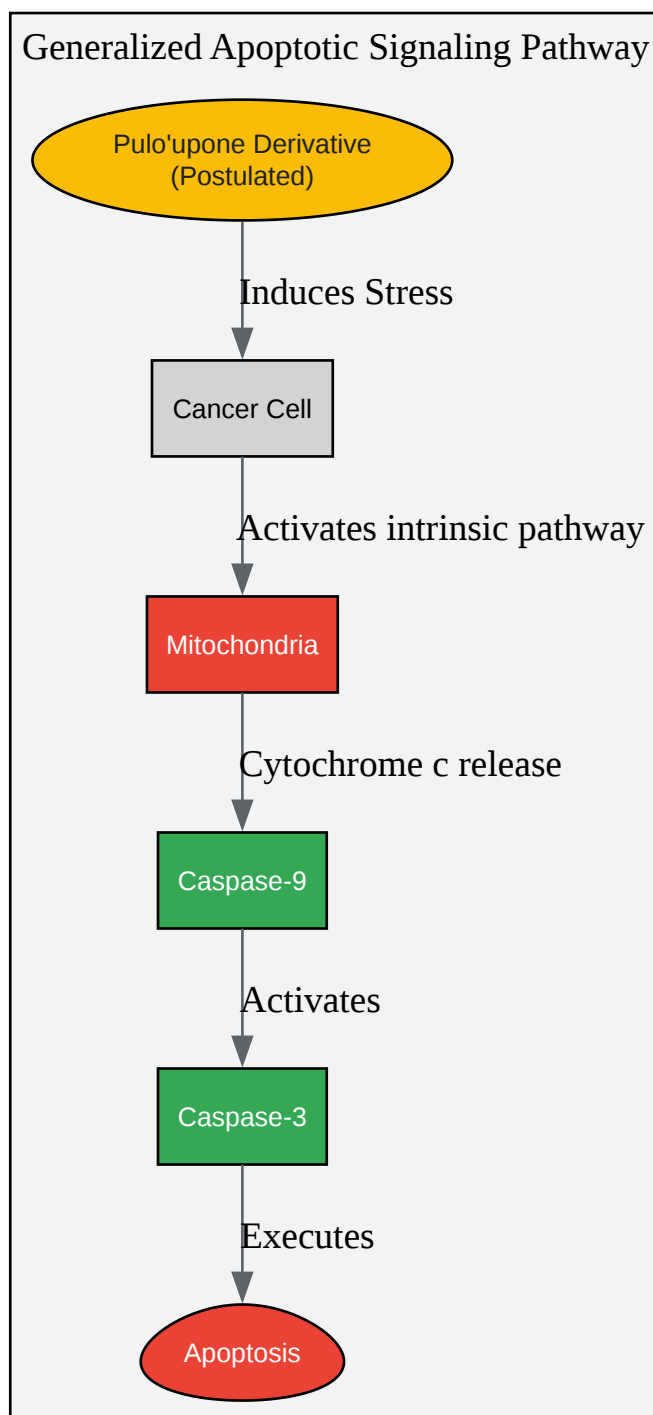 Generalized Apoptotic Signaling Pathway
Pulo'upone Derivative
(Postulated)
Induces Stress
Cancer Cell
Activates intrinsic pathway
Mitochondria
Cytochrome c release
Caspase-9
Activates
Caspase-3
Executes
Apoptosis